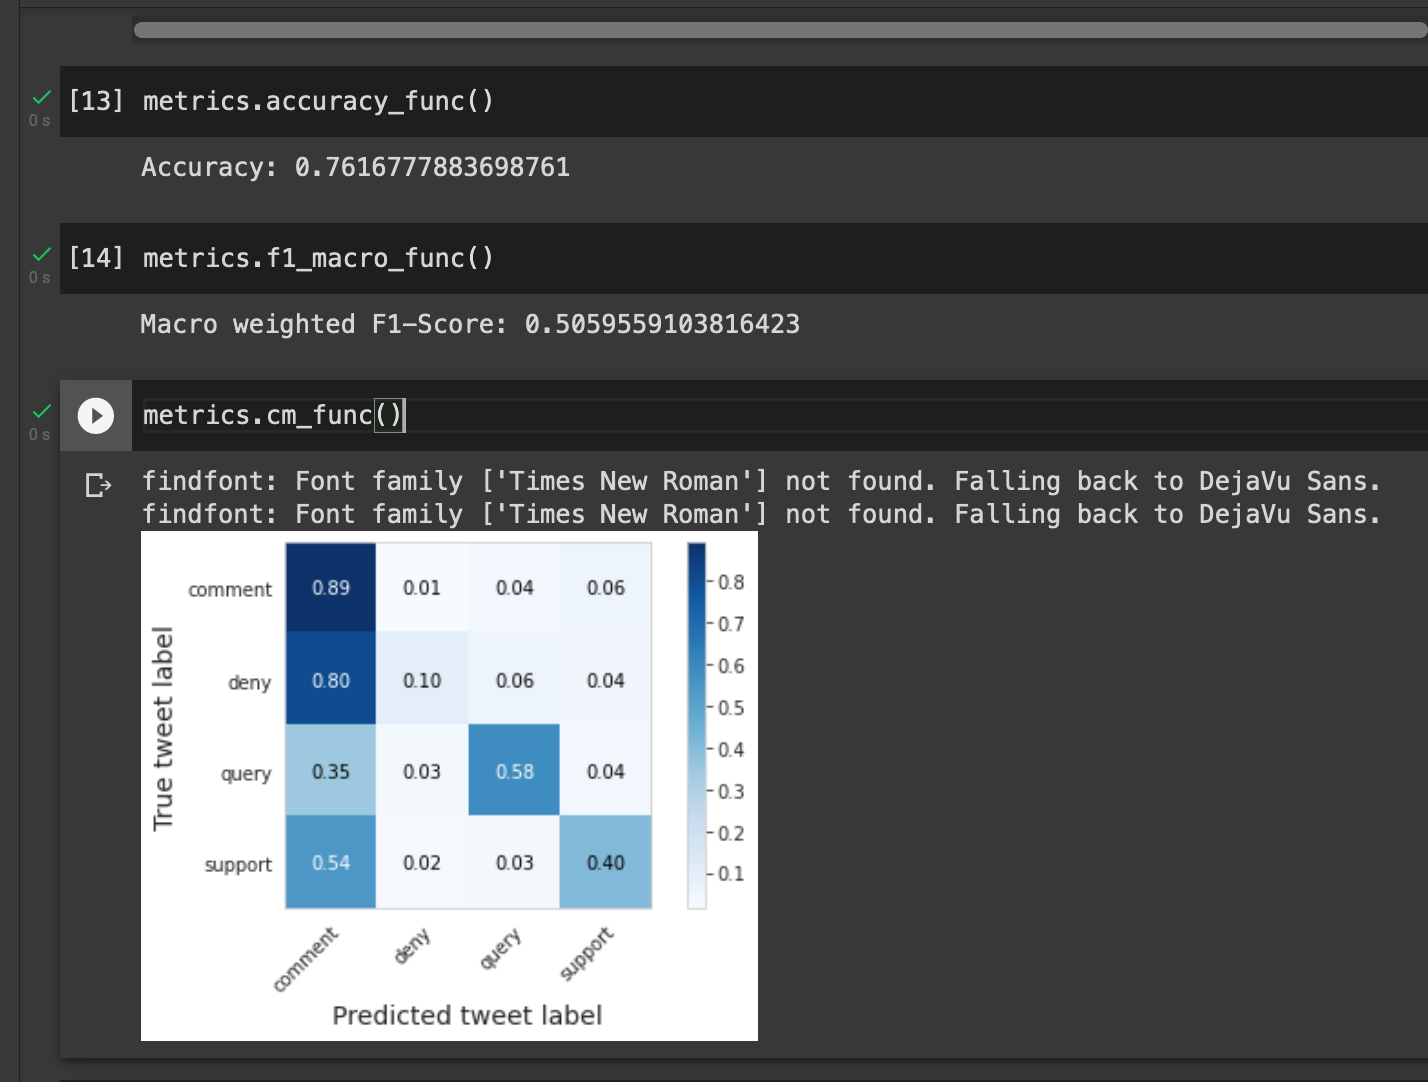 [13] metrics.accuracy_func()
0 s
Accuracy: 0.7616777883698761
[14] metrics.f1_macro_func()
0 s
Macro weighted F1-Score: 0.5059559103816423
metrics.cm_func()
0 s
findfont: Font family ['Times New Roman'] not found. Falling back to DejaVu Sans.
findfont: Font family ['Times New Roman'] not found. Falling back to DejaVu Sans.
True tweet label
comment 0.89 0.01 0.04 0.06
deny 0.80 0.10 0.06 0.04
query 0.35 0.03 0.58 0.04
support 0.54 0.02 0.03 0.40
comment deny query support
Predicted tweet label
0.8
0.7
0.6
0.5
0.4
0.3
0.2
0.1